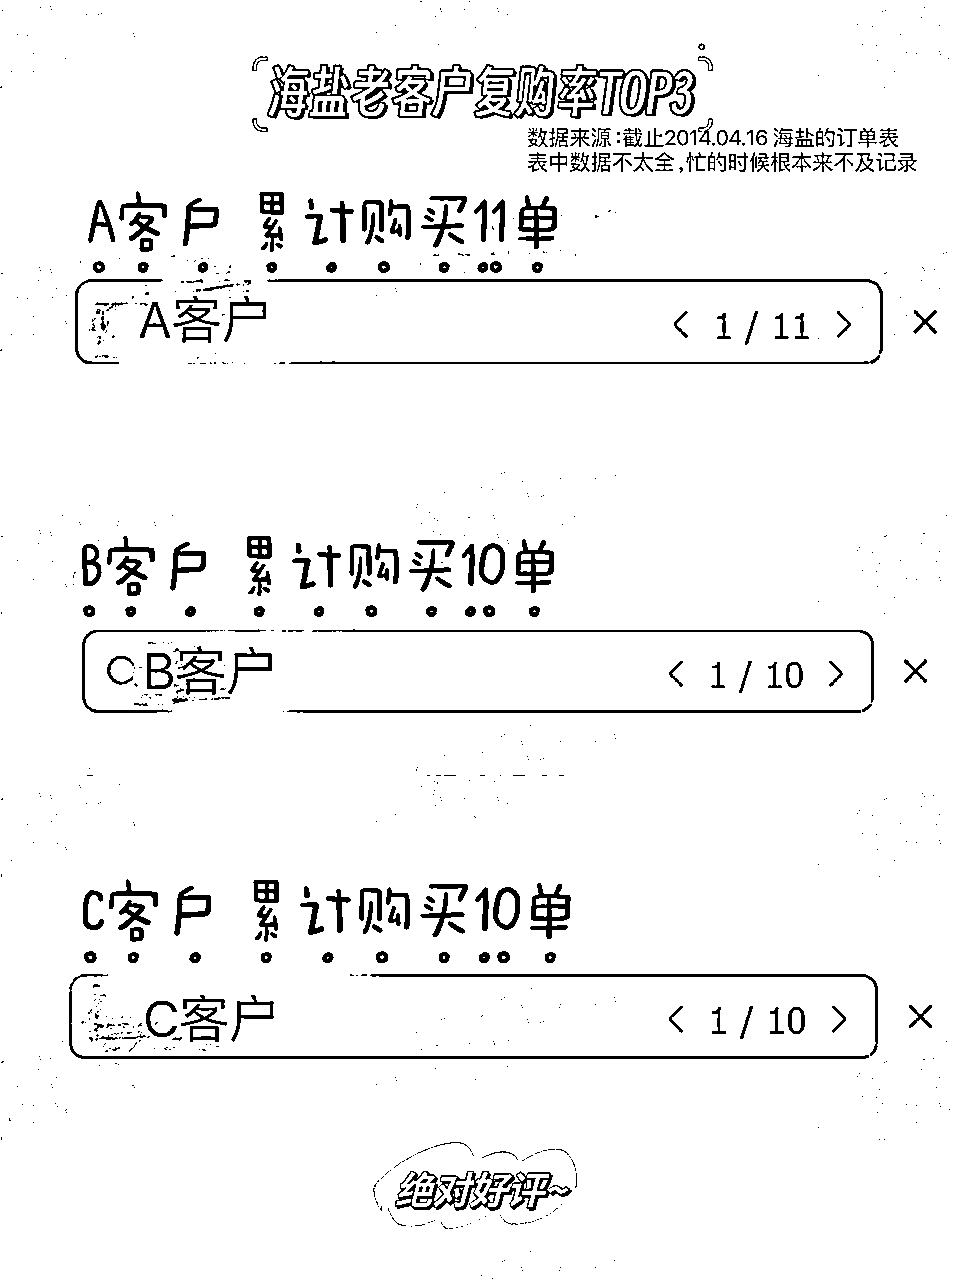 海盐老客户复购率TOP3
数据来源:截止2014.04.16 海盐的订单表
表中数据不太全,忙的时候根本来不及记录
A客户 累计购买11单
A客户 < 1 / 11 > ×
B客户 累计购买10单
B客户 < 1 / 10 > ×
C客户 累计购买10单
C客户 < 1 / 10 > ×
绝对好评~